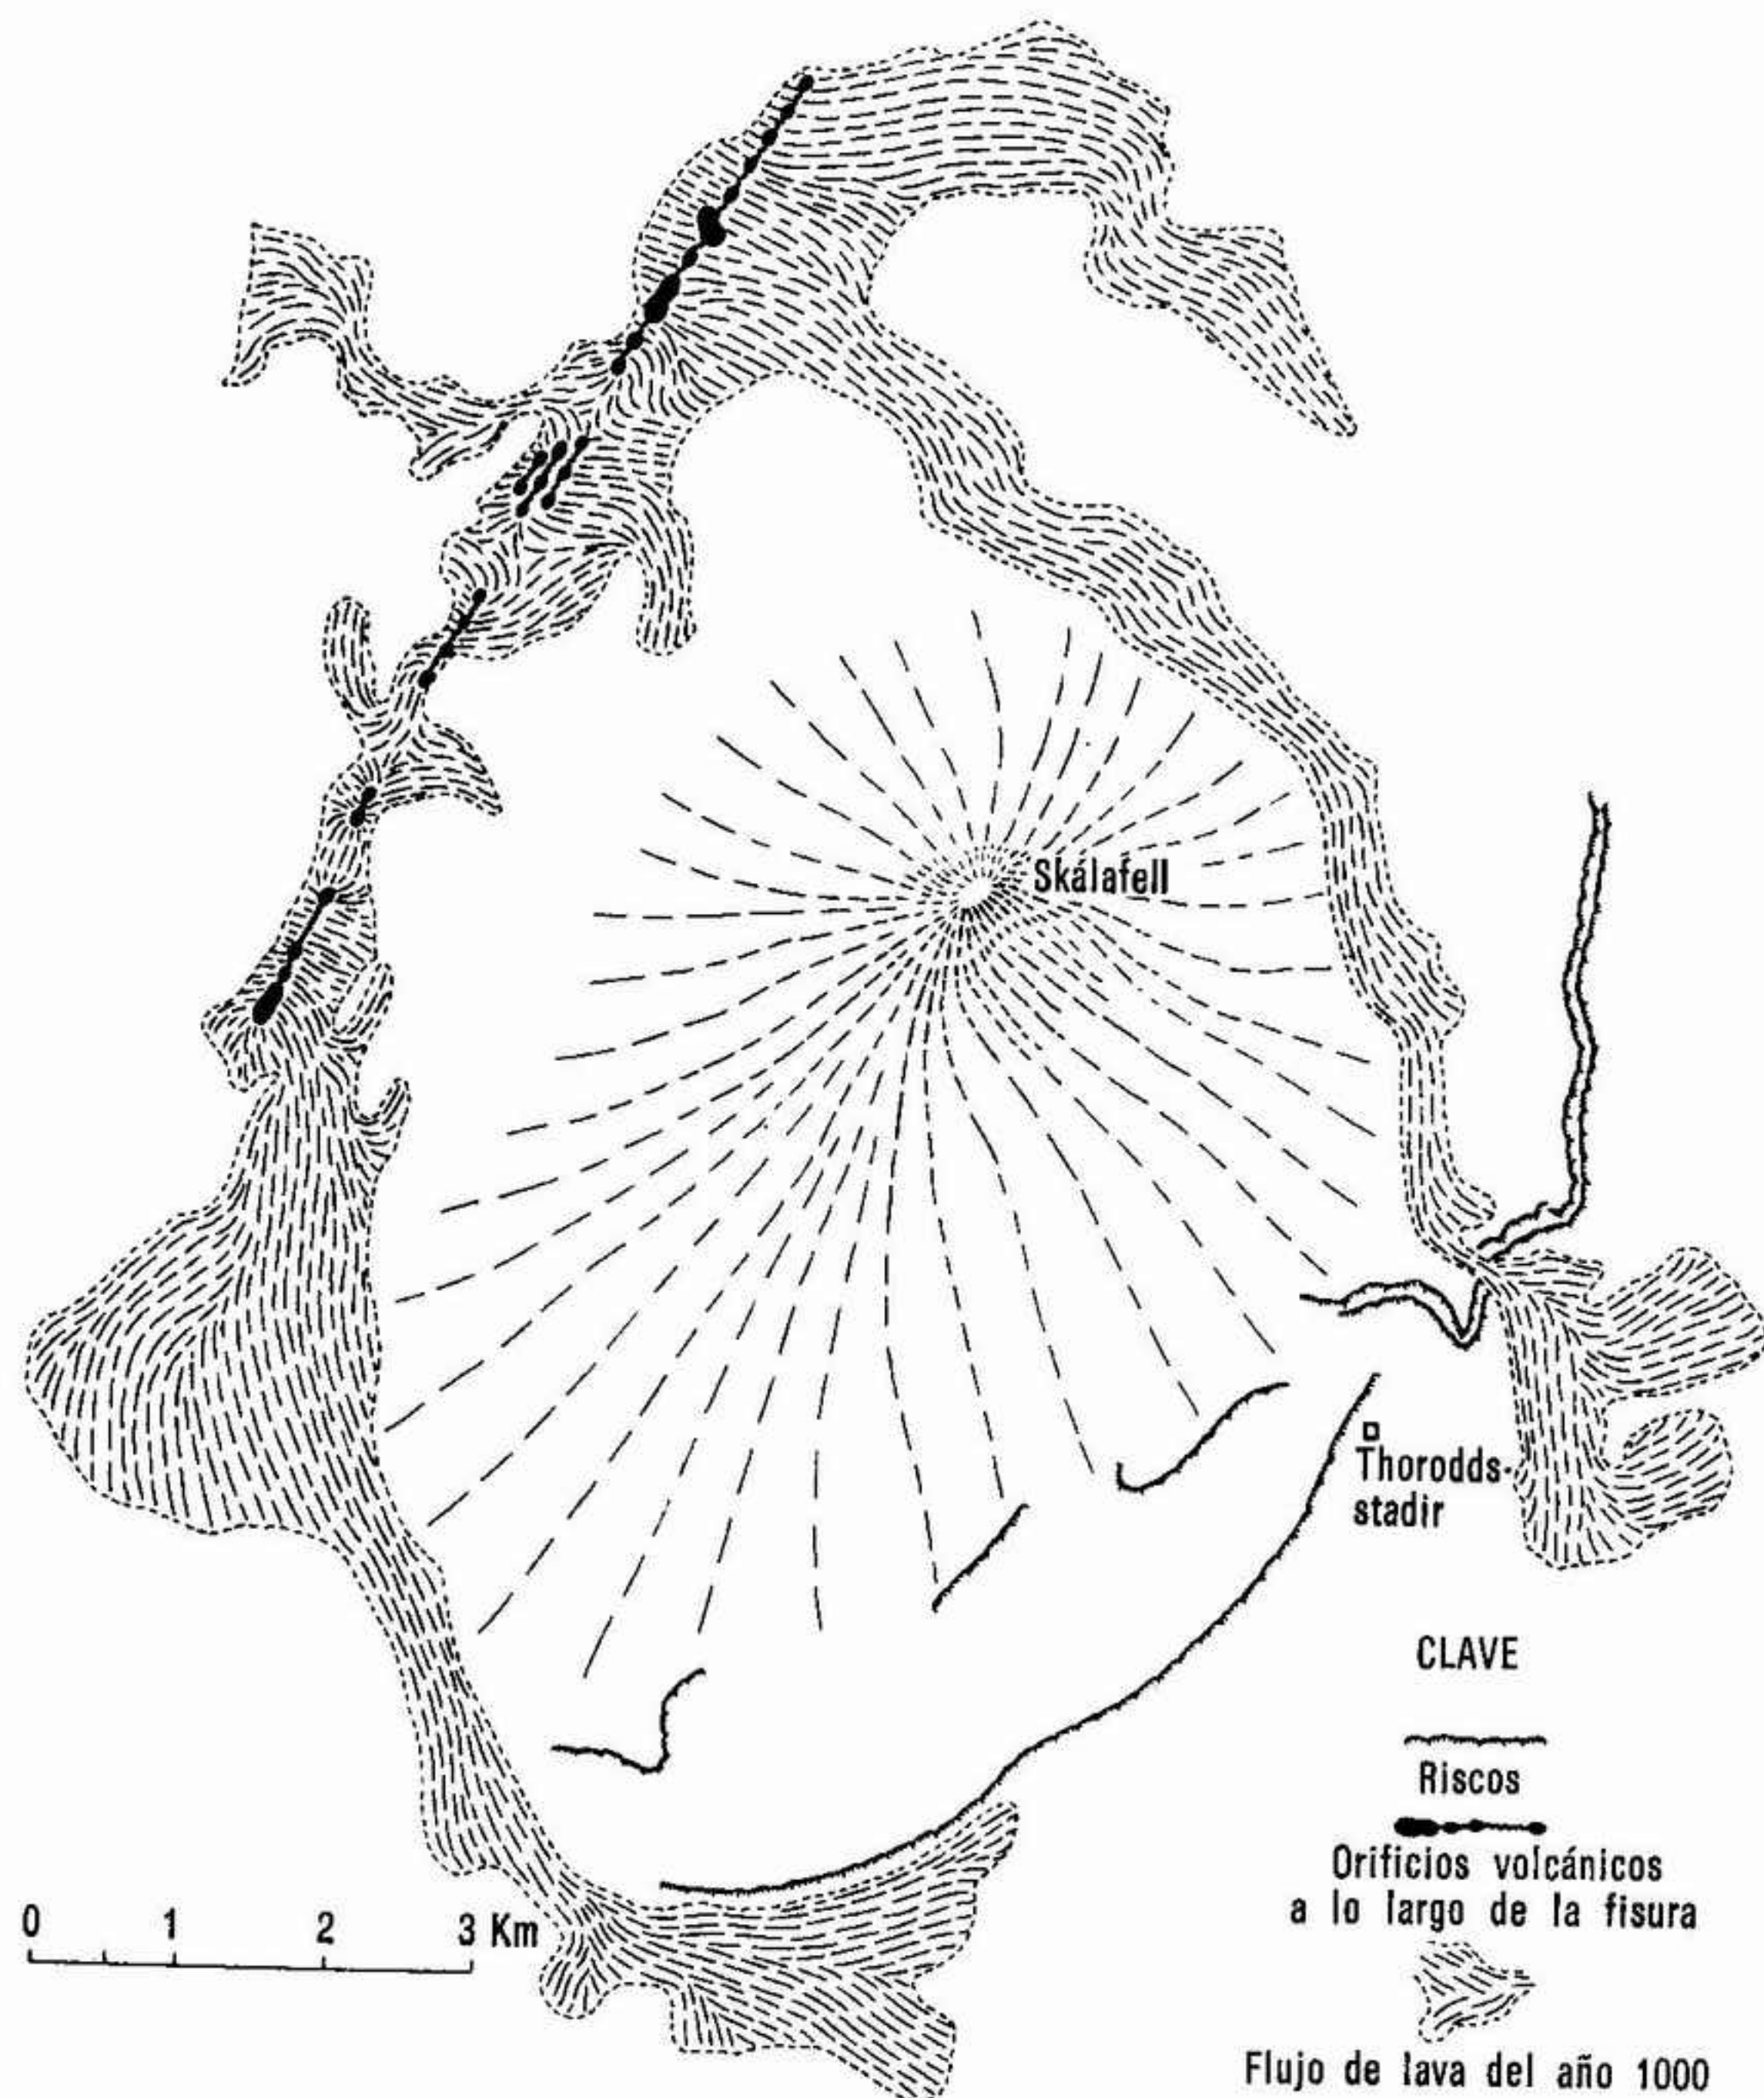 Skálafell
Thorodds-
stadir
CLAVE
Riscos
Orificios volcánicos
a lo largo de la fisura
0 1 2 3 Km
Flujo de lava del año 1000